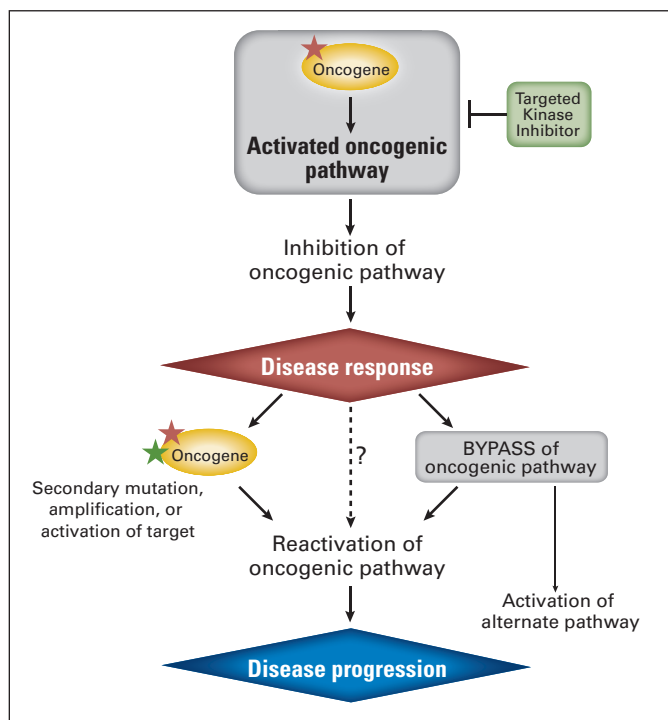 Oncogene
Activated oncogenic
pathway
Targeted
Kinase
Inhibitor
Inhibition of
oncogenic pathway
Disease response
Oncogene
Secondary mutation,
amplification, or
activation of target
?
BYPASS of
oncogenic pathway
Reactivation of
oncogenic pathway
Activation of
alternate pathway
Disease progression